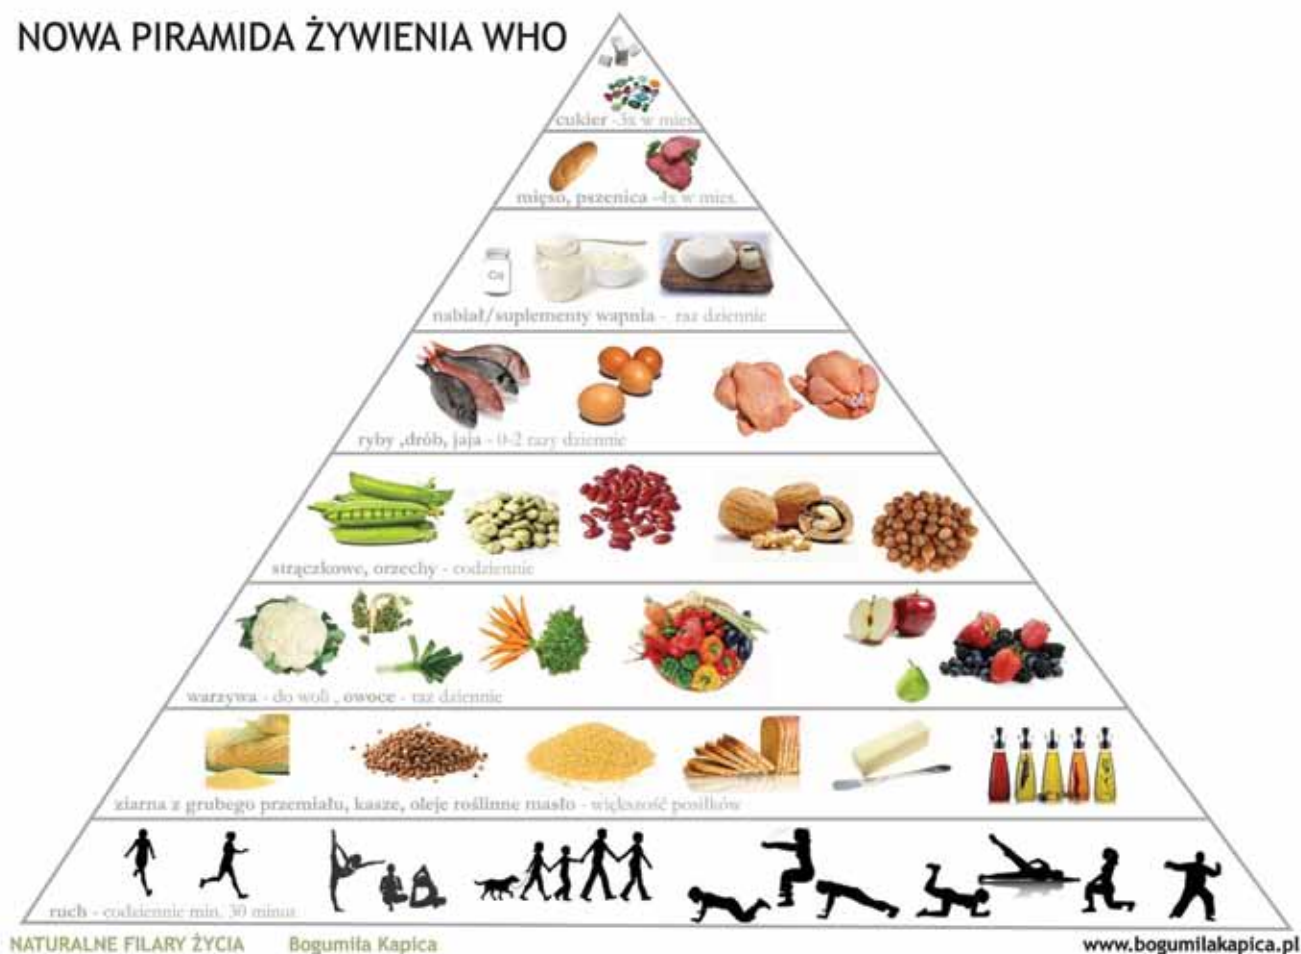 NOWA PIRAMIDA ŻYWIENIA WHO
cukier -3x w mies.
mięso, pszenica -4x w mies.
Ca
nabiał/suplementy wapnia - raz dziennie
ryby ,drób, jaja - 0-2 razy dziennie
strączkowe, orzechy - codziennie
warzywa - do woli , owoce - raz dziennie
ziarna z grubego przemiału, kasze, oleje roślinne masło - większość posiłków
ruch - codziennie min. 30 minut
NATURALNE FILARY ŻYCIA Bogumiła Kapica www.bogumilakapica.pl